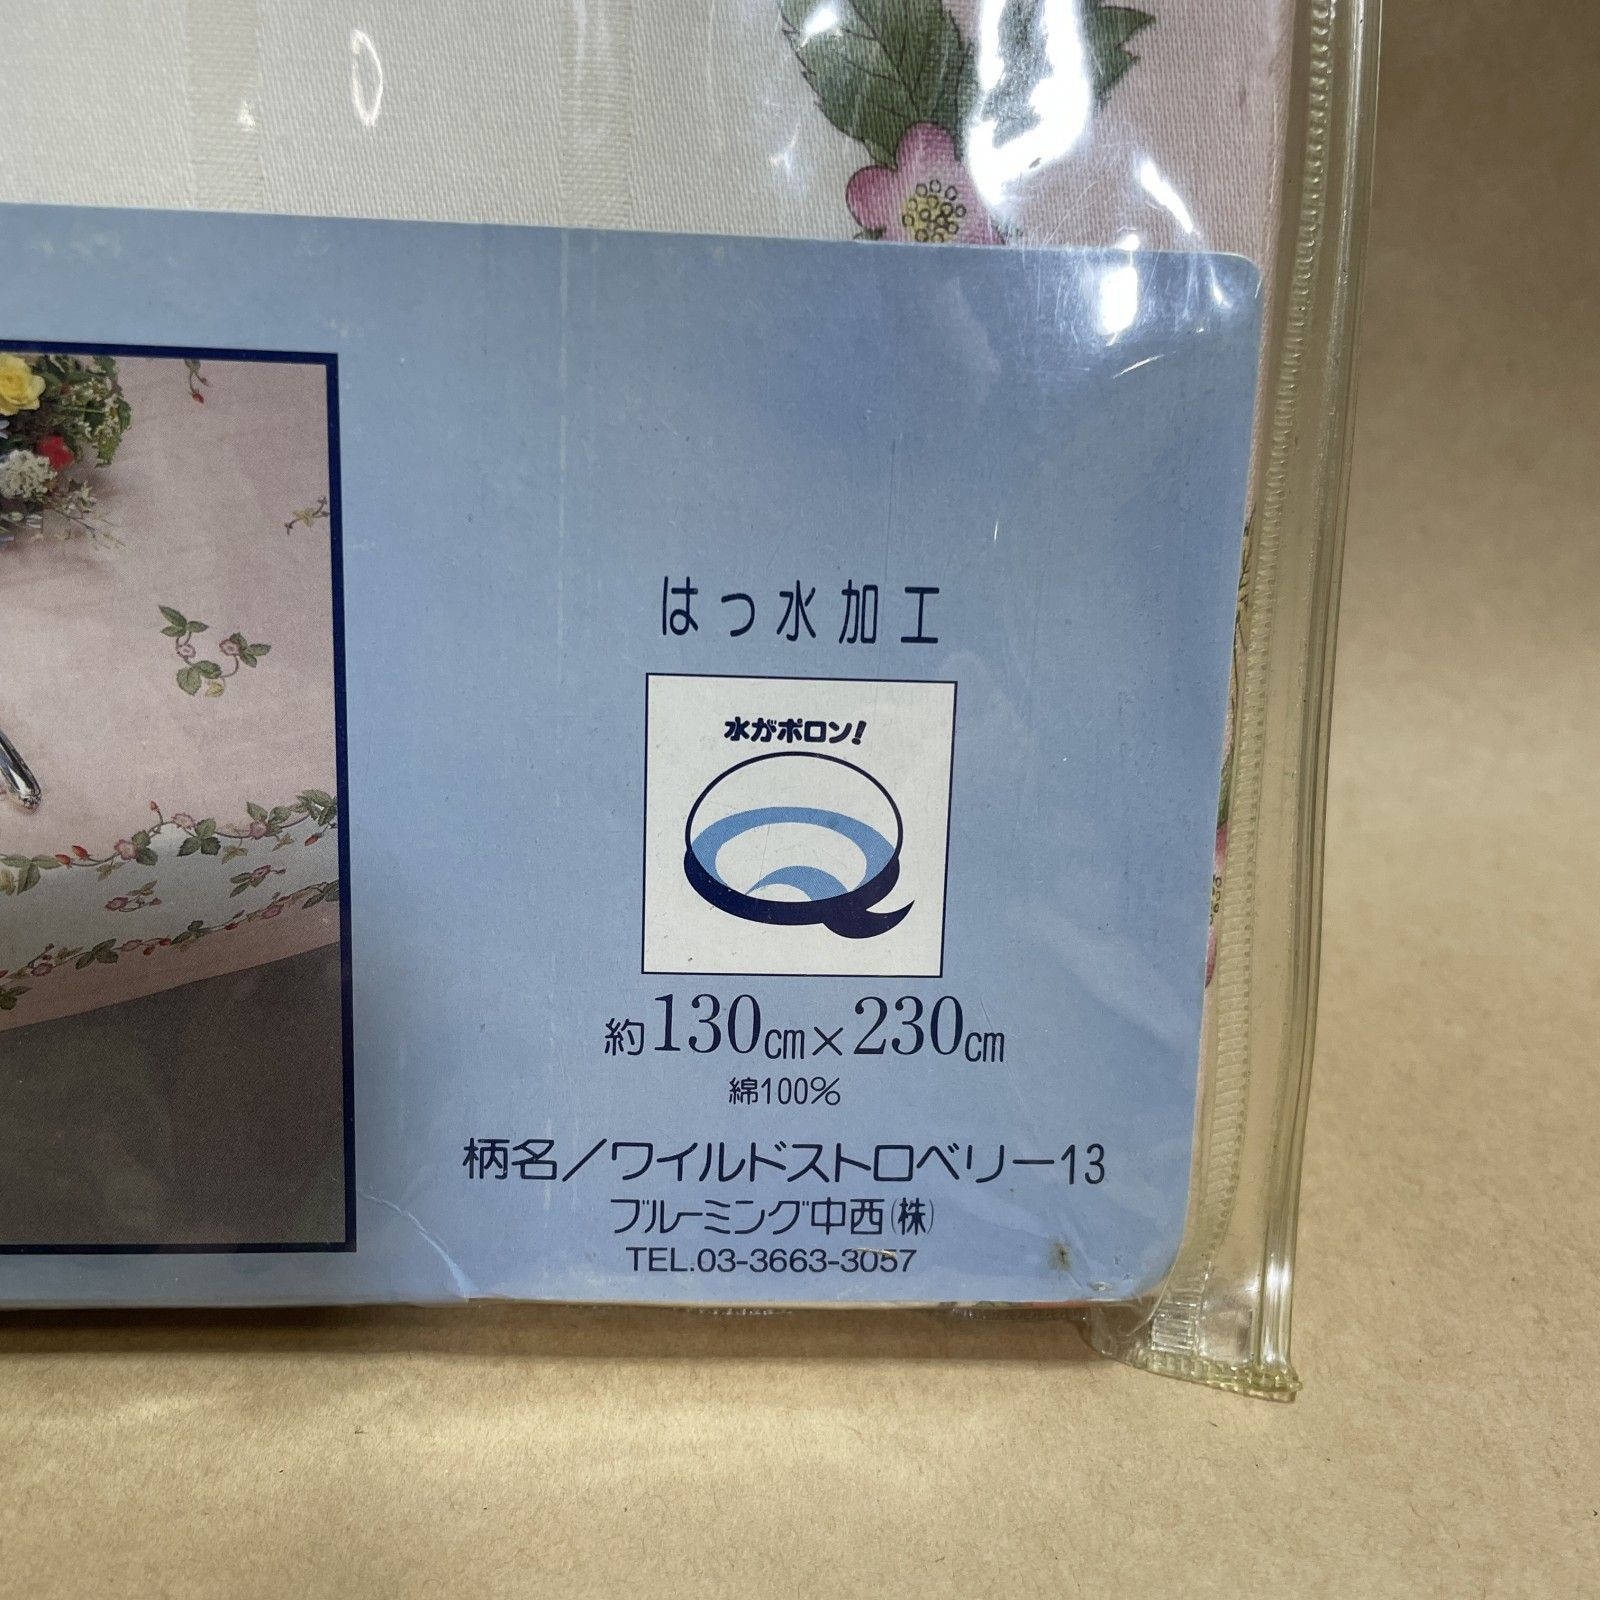 はっ水加工
水がポロン!
約130cm×230cm
綿100%
柄名／ワイルドストロベリー13
ブルーミング中西(株)
TEL.03-3663-3057